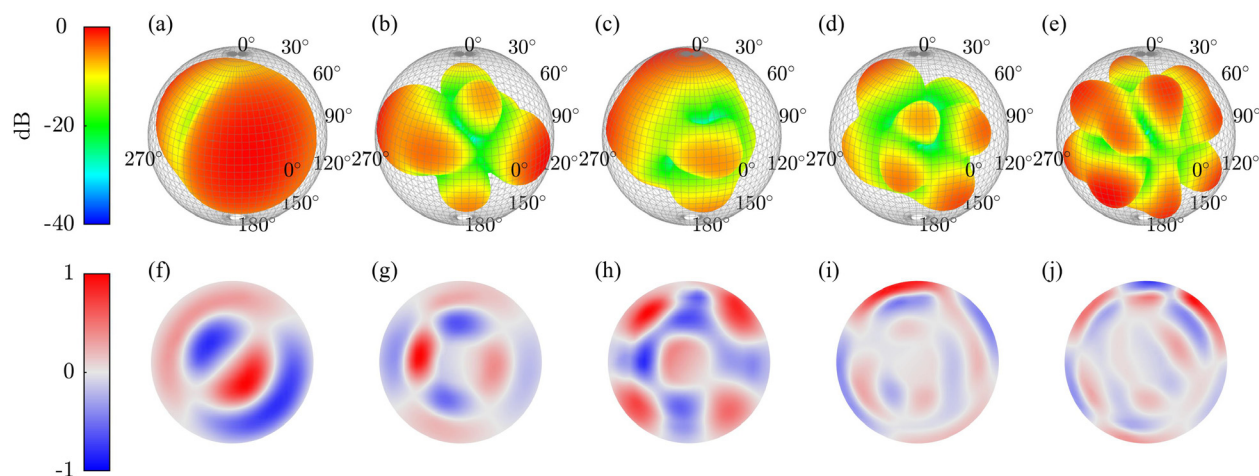 (a) (b) (c) (d) (e)
0 0° 0° 0° 0° 0°
30° 30° 30° 30° 30°
60° 60° 60° 60° 60°
dB -20 90° 90° 90° 90° 90°
270° 0° 120° 270° 0° 120° 270° 0° 120° 270° 0° 120° 270° 0° 120°
150° 150° 150° 150° 150°
-40 180° 180° 180° 180° 180°
(f) (g) (h) (i) (j)
1
0
-1